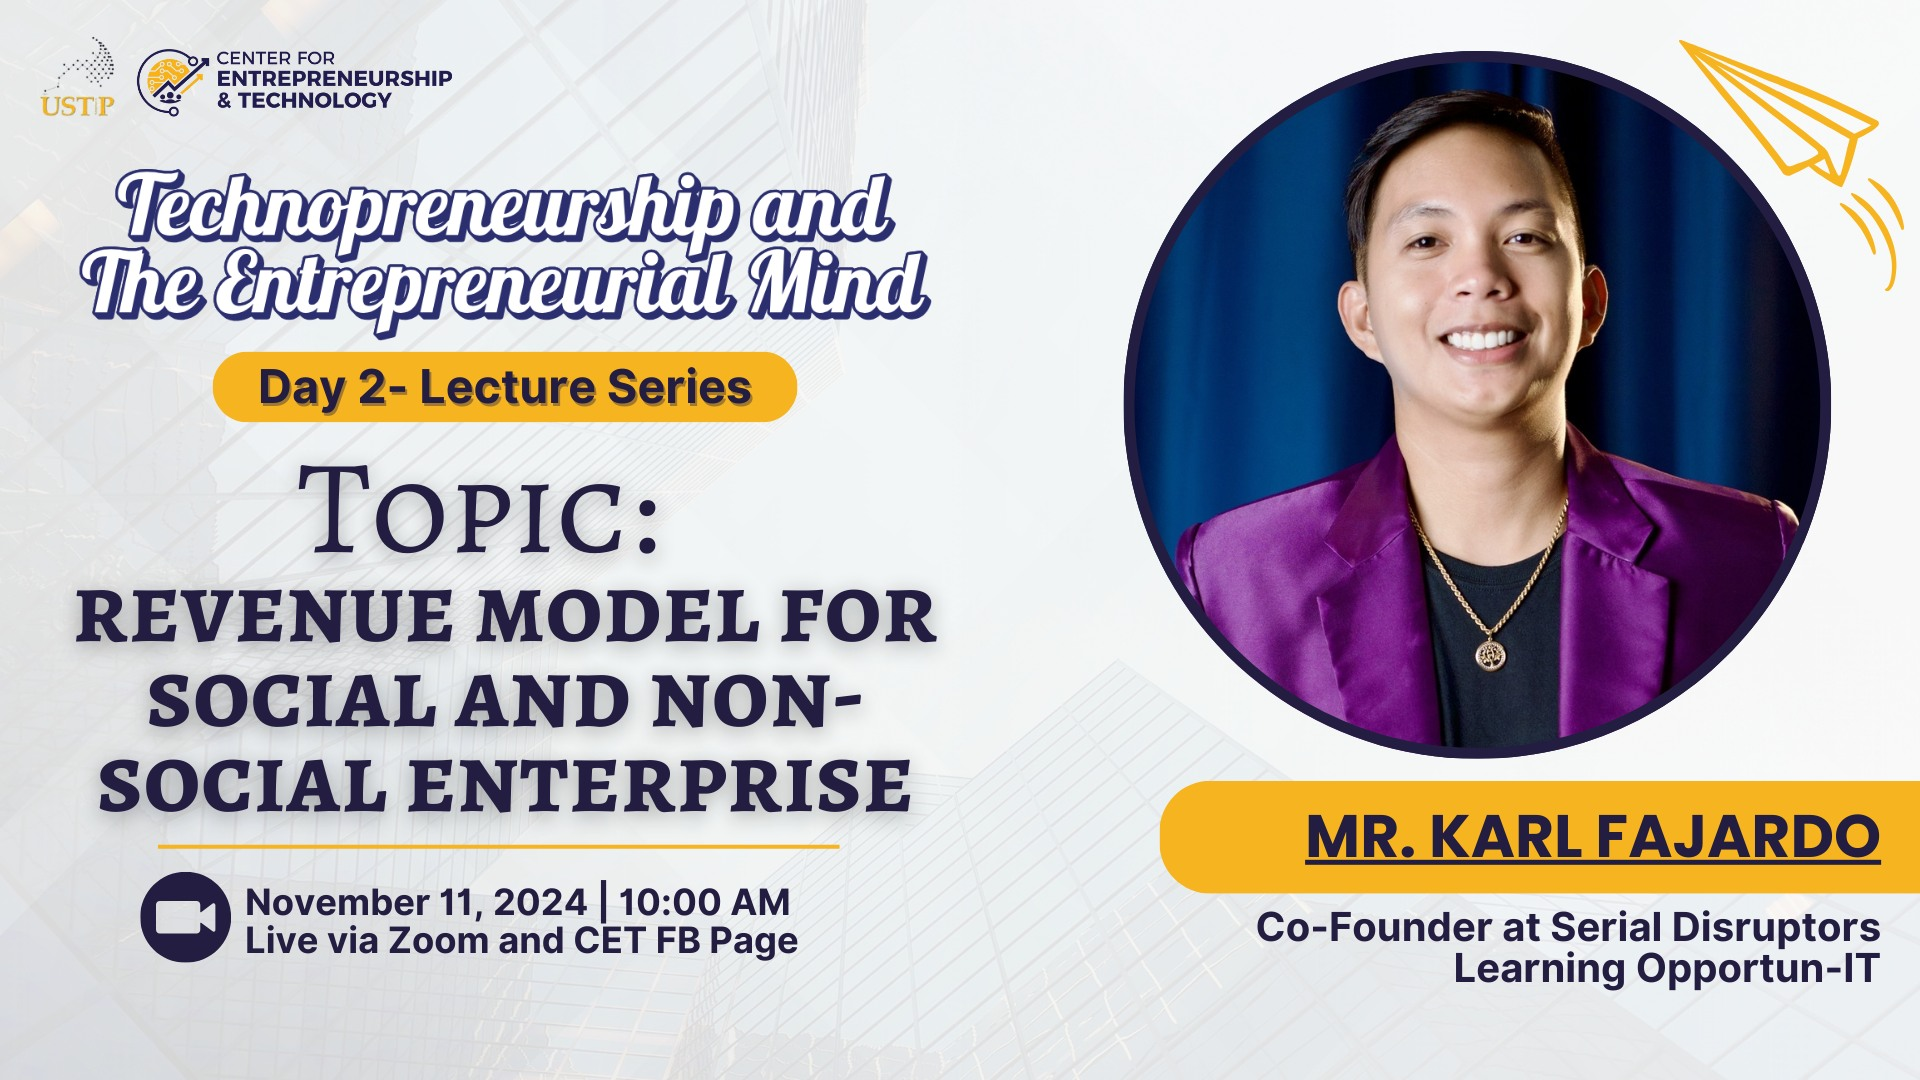 USTP
CENTER FOR
ENTREPRENEURSHIP
& TECHNOLOGY
Technopreneurship and
The Entrepreneurial Mind
Day 2- Lecture Series
TOPIC:
REVENUE MODEL FOR
SOCIAL AND NON-
SOCIAL ENTERPRISE
November 11, 2024 | 10:00 AM
Live via Zoom and CET FB Page
MR. KARL FAJARDO
Co-Founder at Serial Disruptors
Learning Opportun-IT